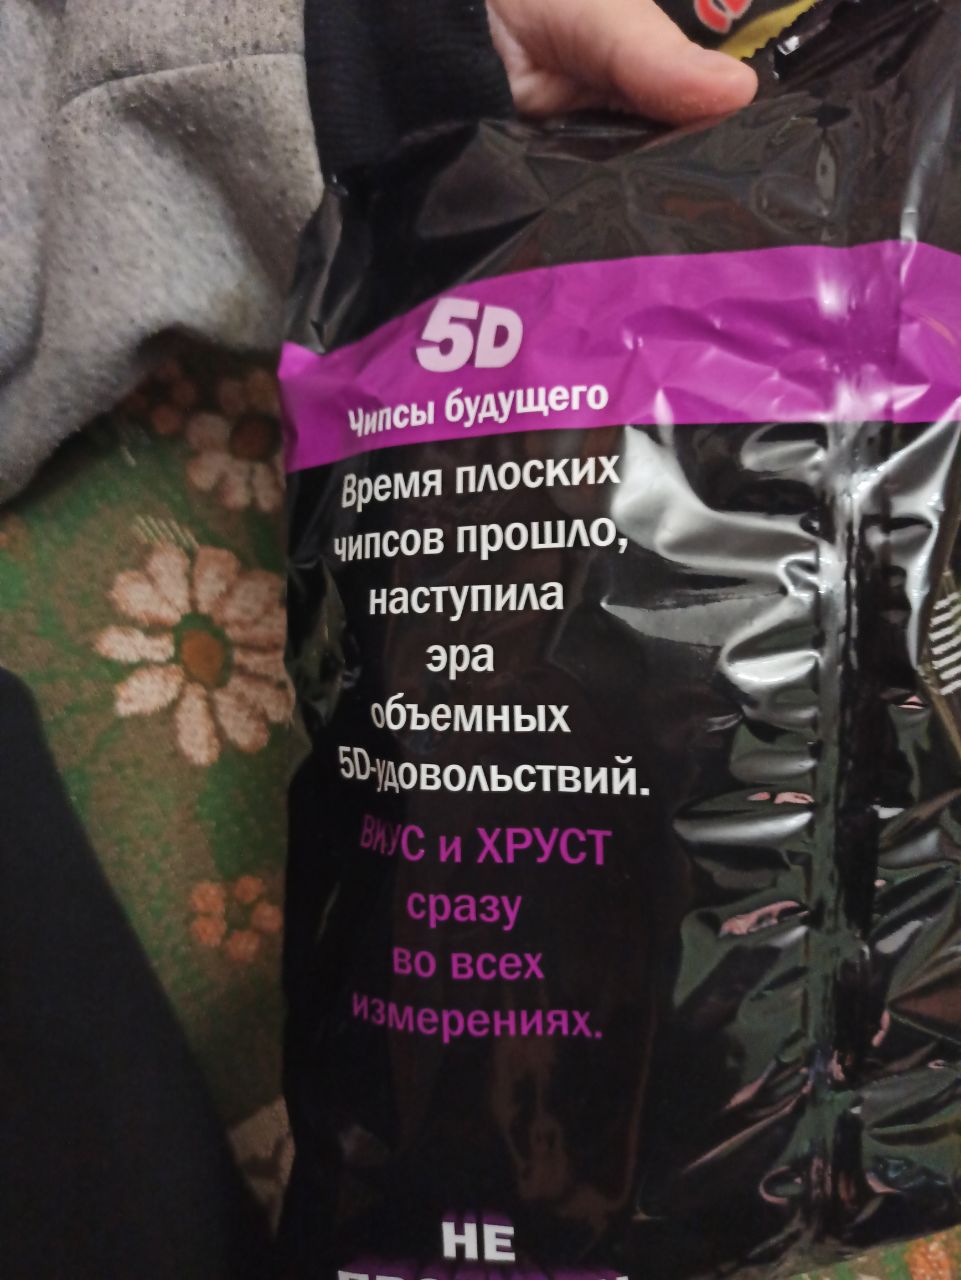 5D
Чипсы будущего
Время плоских
чипсов прошло,
наступила
эра
объемных
5D-удовольствий.
ВКУС и ХРУСТ
сразу
во всех
измерениях.
НЕ